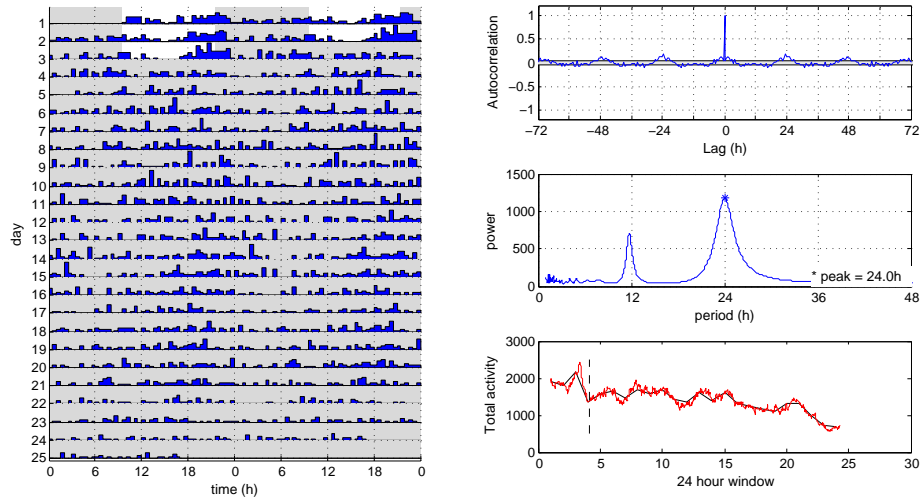 1
2
3
4
5
6
7
8
9
10
11
12
13
14
15
16
17
18
19
20
21
22
23
24
25
day
0 6 12 18 0 6 12 18 0
time (h)
1
0.5
0
−0.5
−1
Autocorrelation
−72 −48 −24 0 24 48 72
Lag (h)
1500
1000
500
0
power
* peak = 24.0h
0 12 24 36 48
period (h)
3000
2000
1000
0
Total activity
0 5 10 15 20 25 30
24 hour window